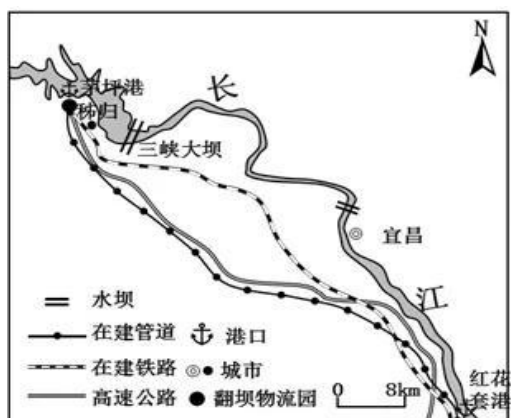 N
长
茅坪港
秭归
三峡大坝
宜昌
江
水坝
在建管道
港口
在建铁路
城市
高速公路
翻坝物流园
0 8km
红花
套港